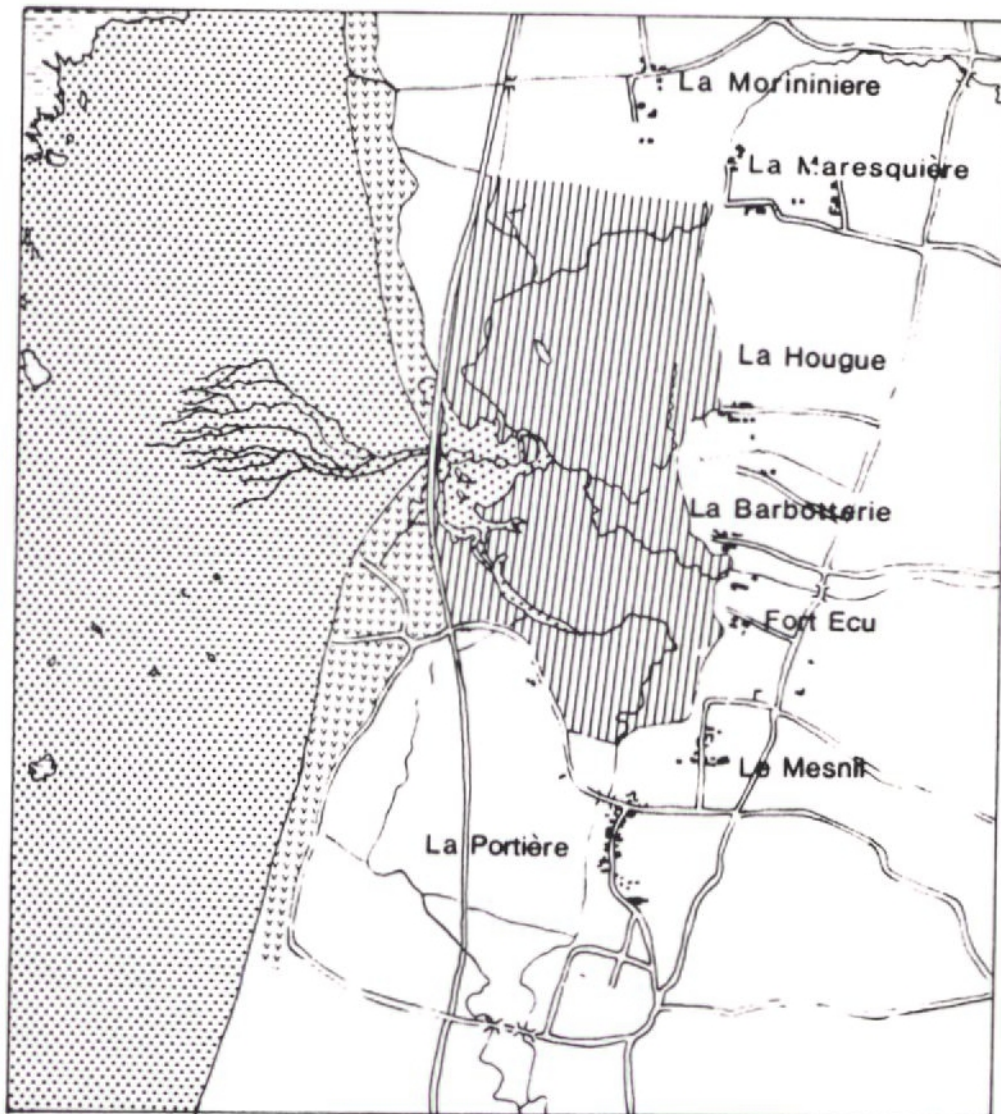 La Morininiere
La Maresquière
La Hougue
La Barbotterie
Fort Ecu
Le Mesnil
La Portière